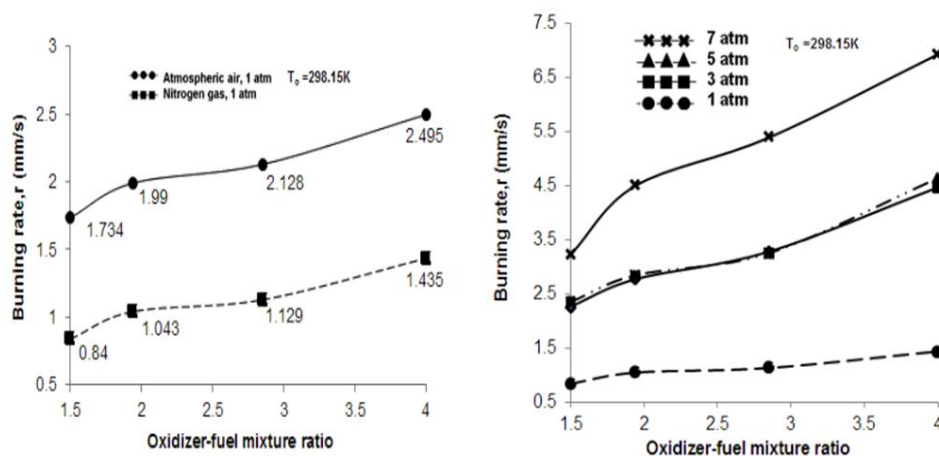 3
2.5
2
1.5
1
0.5
Burning rate,r (mm/s)
Atmospheric air, 1 atm
Nitrogen gas, 1 atm
T₀ =298.15K
1.734
1.99
2.128
2.495
0.84
1.043
1.129
1.435
1.5 2 2.5 3 3.5 4
Oxidizer-fuel mixture ratio
7.5
6.5
5.5
4.5
3.5
2.5
1.5
0.5
Burning rate,r (mm/s)
7 atm
5 atm
3 atm
1 atm
T₀ =298.15K
1.5 2 2.5 3 3.5 4
Oxidizer-fuel mixture ratio